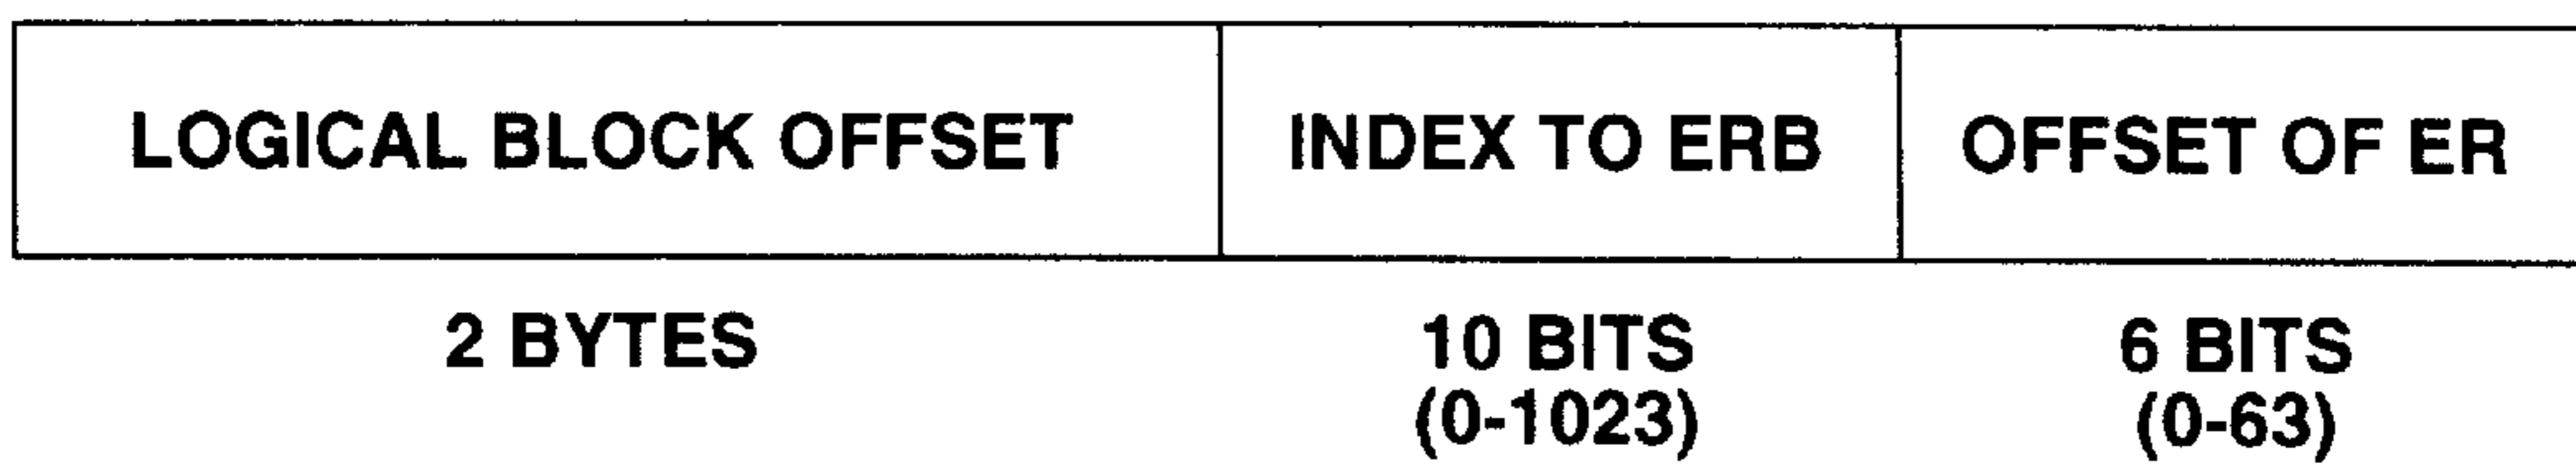 LOGICAL BLOCK OFFSET INDEX TO ERB OFFSET OF ER
2 BYTES 10 BITS 6 BITS
(0-1023) (0-63)